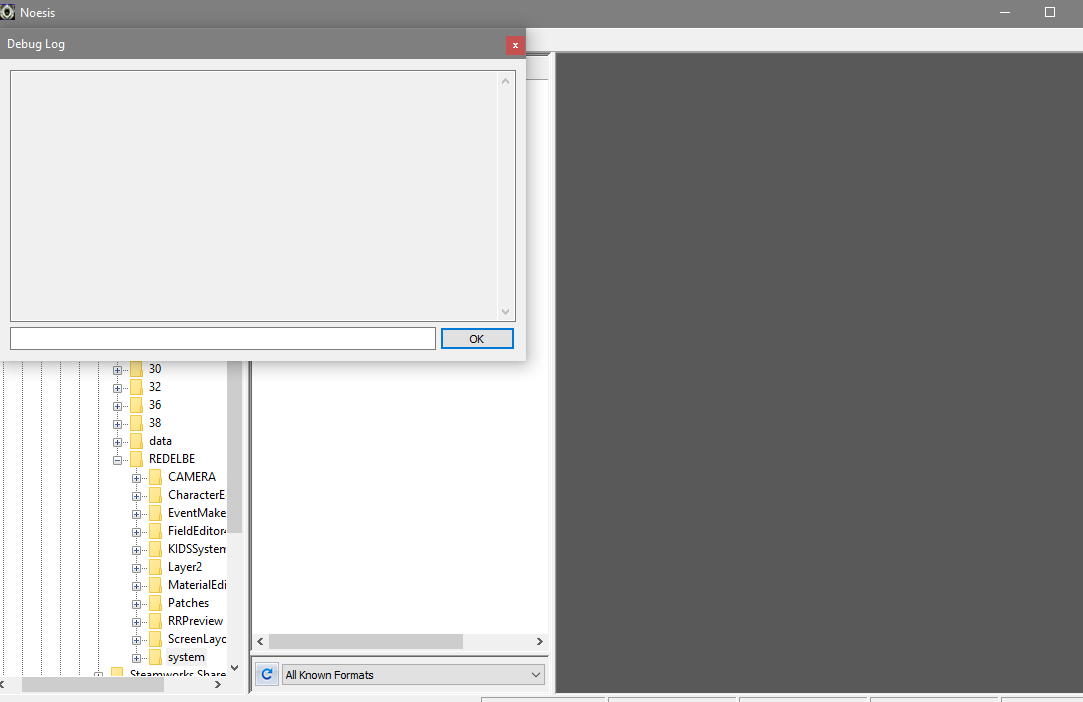 Noesis
Debug Log
x
OK
30
32
36
38
data
REDELBE
CAMERA
CharacterE
EventMake
FieldEditor4
KIDSSystem
Layer2
MaterialEdi
Patches
RRPreview
ScreenLayo
system
Steamworks Share
All Known Formats